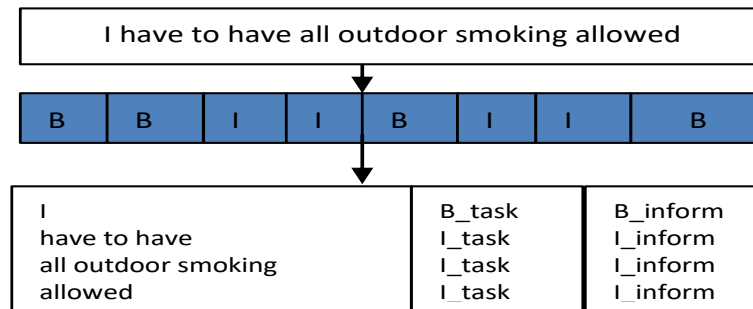 I have to have all outdoor smoking allowed
B B I I B I I B
I B_task B_inform
have to have I_task I_inform
all outdoor smoking I_task I_inform
allowed I_task I_inform